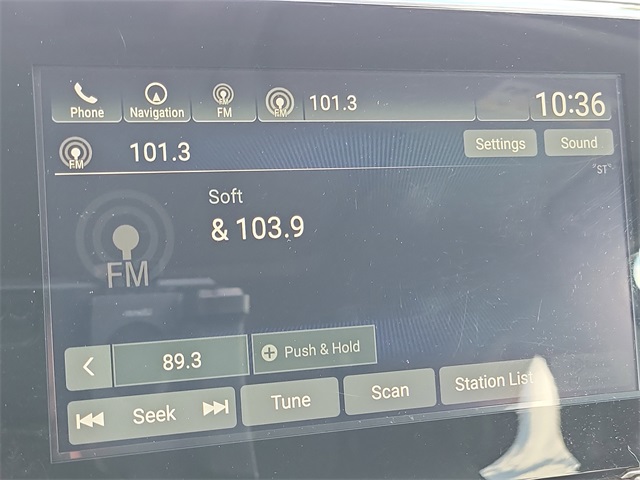 Phone Navigation FM FM 101.3 10:36
FM 101.3 Settings Sound
"ST"
Soft
& 103.9
FM
89.3 Push & Hold
Seek Tune Scan Station List